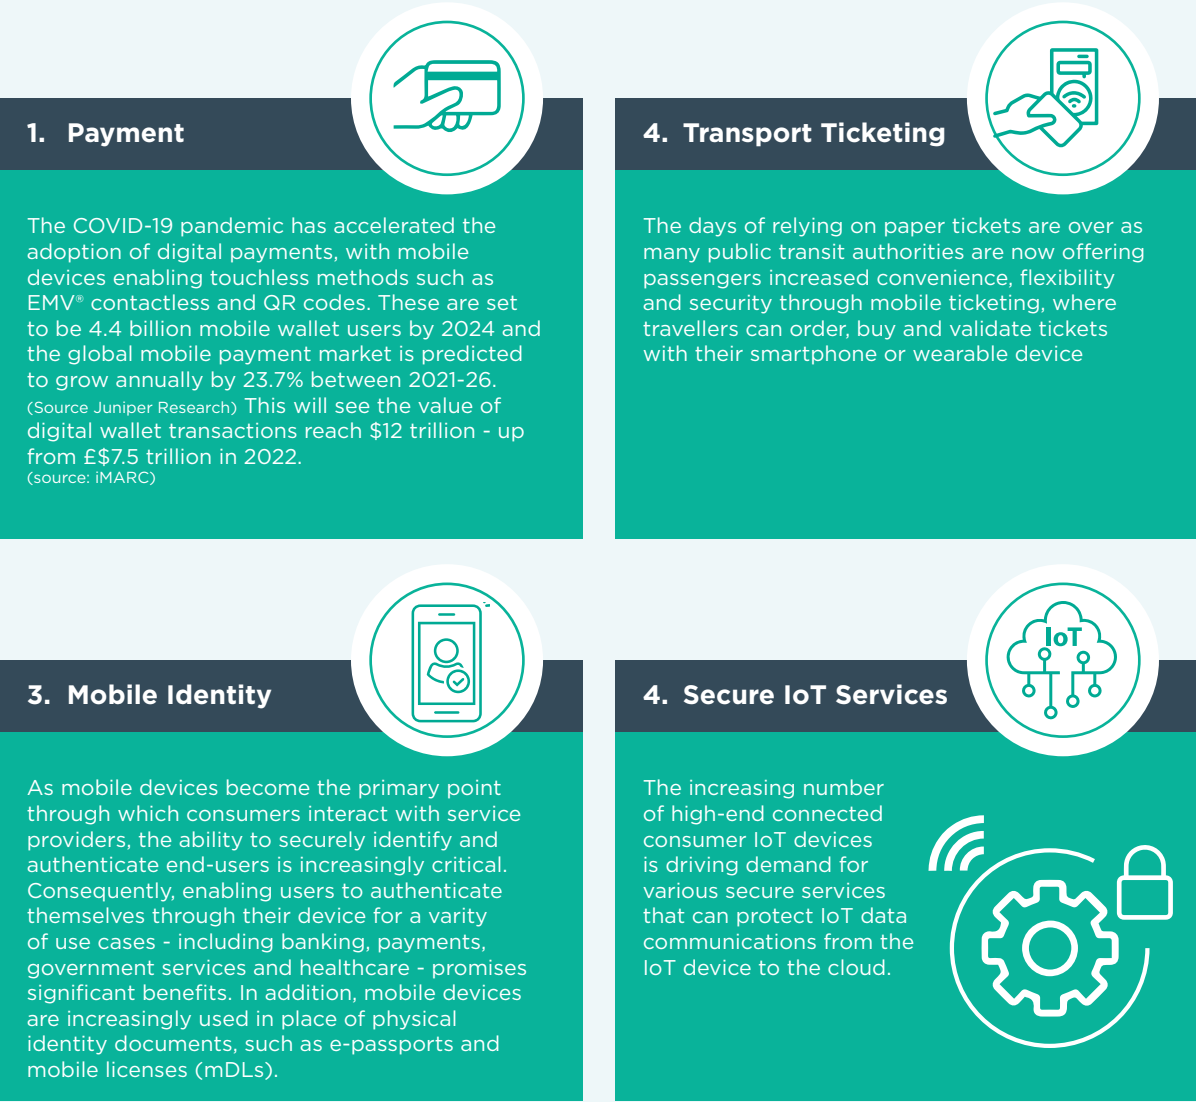 1. Payment
The COVID-19 pandemic has accelerated the
adoption of digital payments, with mobile
devices enabling touchless methods such as
EMV® contactless and QR codes. These are set
to be 4.4 billion mobile wallet users by 2024 and
the global mobile payment market is predicted
to grow annually by 23.7% between 2021-26.
(Source Juniper Research) This will see the value of
digital wallet transactions reach $12 trillion - up
from £$7.5 trillion in 2022.
(source: iMARC)
4. Transport Ticketing
The days of relying on paper tickets are over as
many public transit authorities are now offering
passengers increased convenience, flexibility
and security through mobile ticketing, where
travellers can order, buy and validate tickets
with their smartphone or wearable device
3. Mobile Identity
As mobile devices become the primary point
through which consumers interact with service
providers, the ability to securely identify and
authenticate end-users is increasingly critical.
Consequently, enabling users to authenticate
themselves through their device for a varity
of use cases - including banking, payments,
government services and healthcare - promises
significant benefits. In addition, mobile devices
are increasingly used in place of physical
identity documents, such as e-passports and
mobile licenses (mDLs).
4. Secure IoT Services
IoT
The increasing number
of high-end connected
consumer IoT devices
is driving demand for
various secure services
that can protect IoT data
communications from the
IoT device to the cloud.